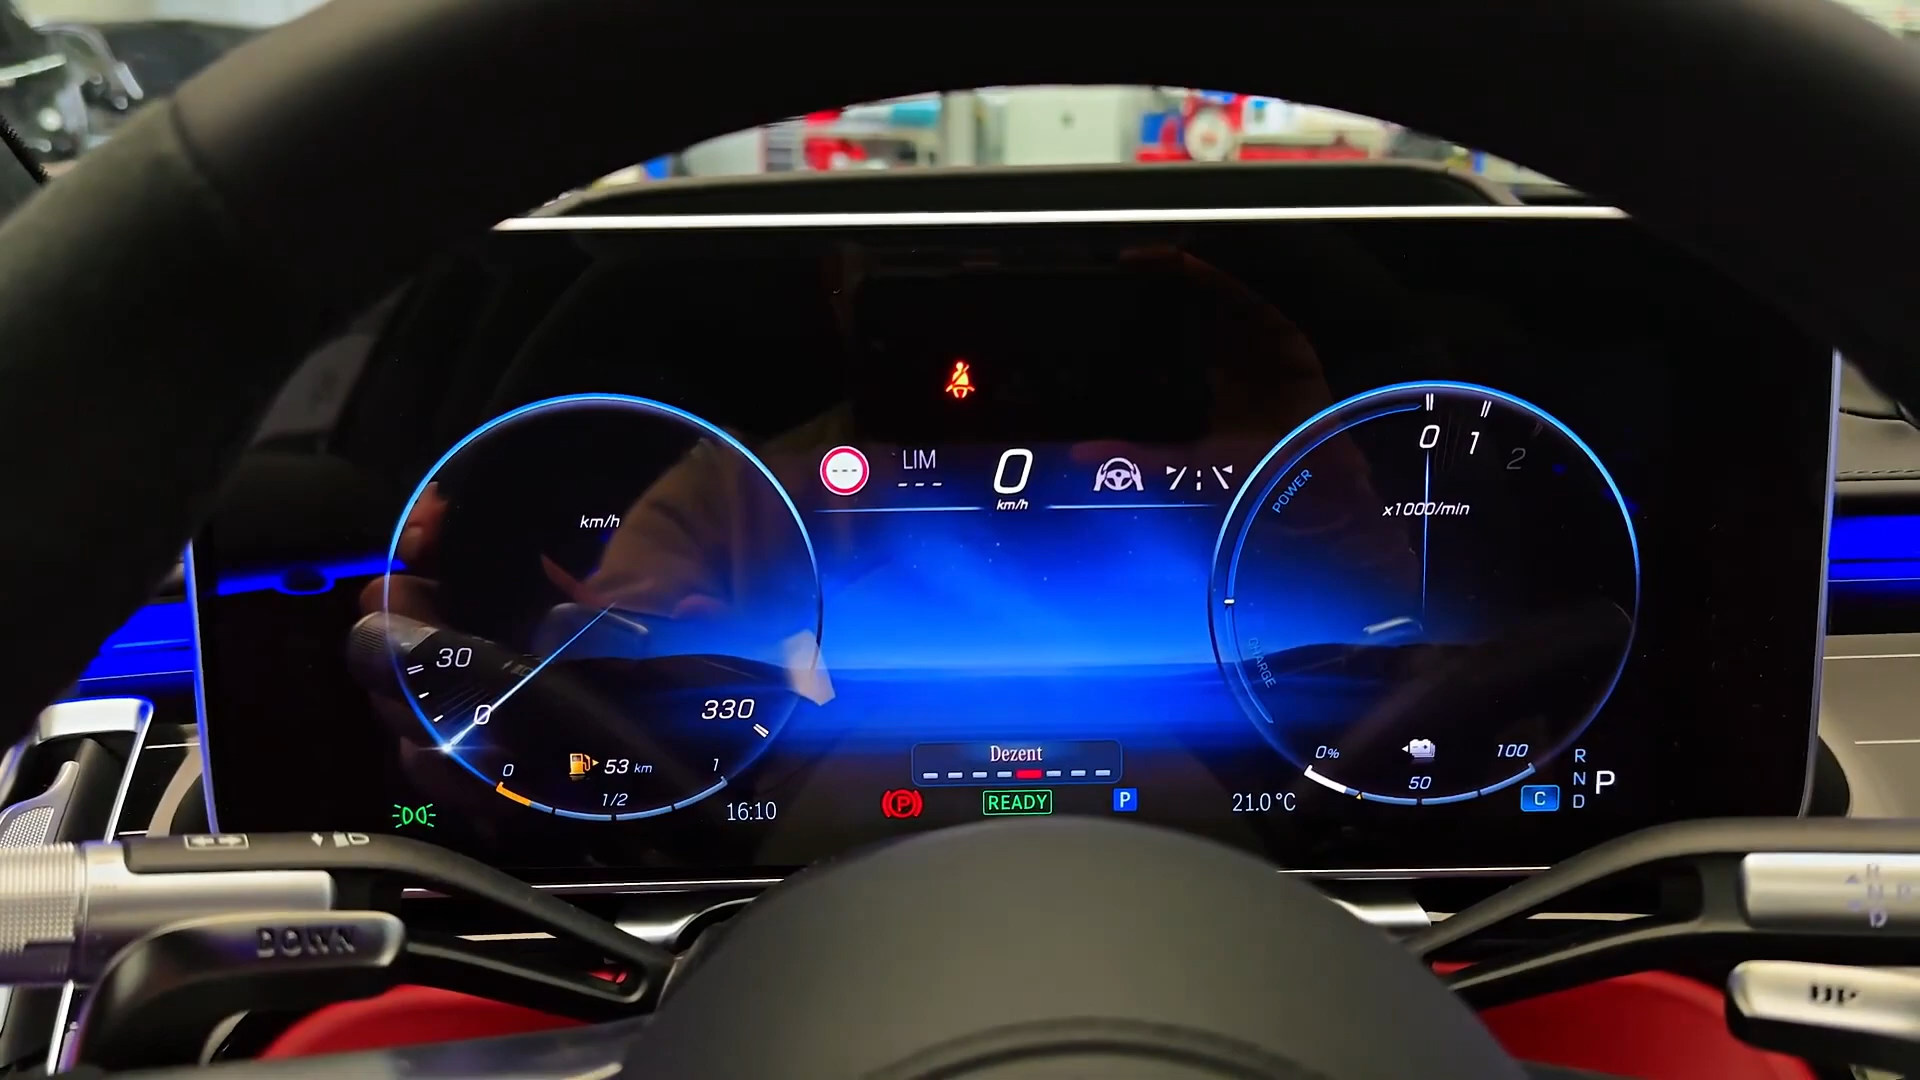 LIM
---
---
0
km/h
0
1
2
POWER
x1000/min
km/h
CHARGE
30
0
330
0
53 km
1
1/2
16:10
Dezent
P
READY
P
0%
50
100
21.0 °C
C
R
N
D
P
DOWN
R
N
D
P
UP